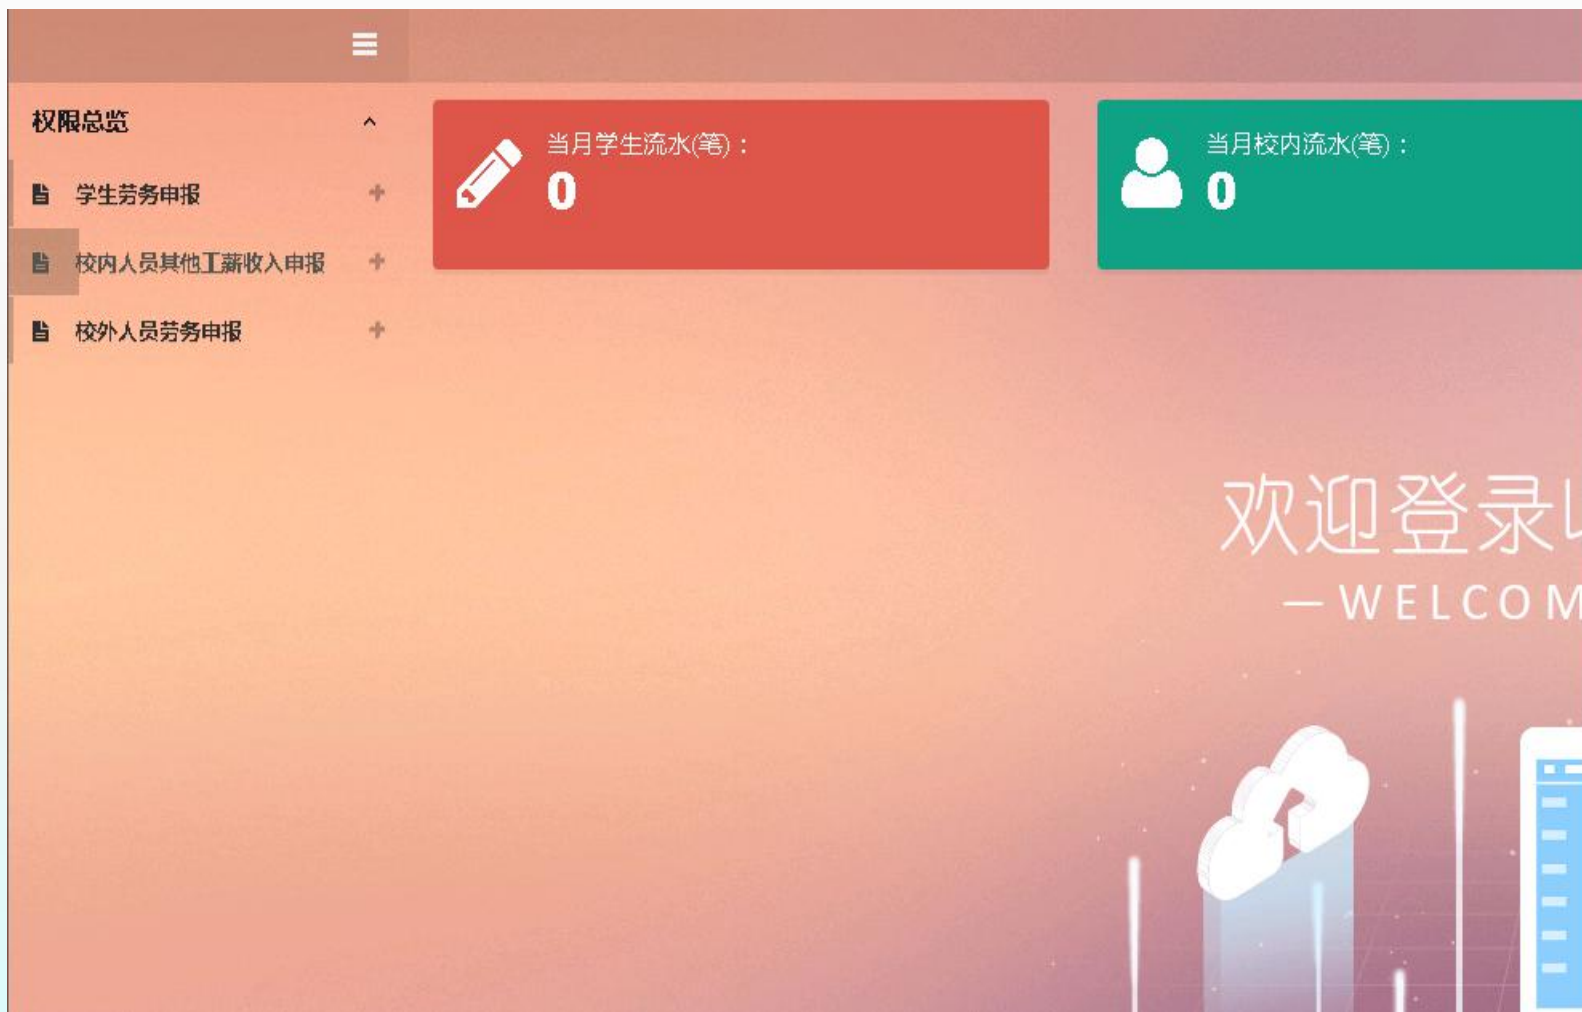 权限总览
学生劳务申报
校内人员其他工薪收入申报
校外人员劳务申报
当月学生流水(笔)：
0
当月校内流水(笔)：
0
欢迎登录
—WELCOM